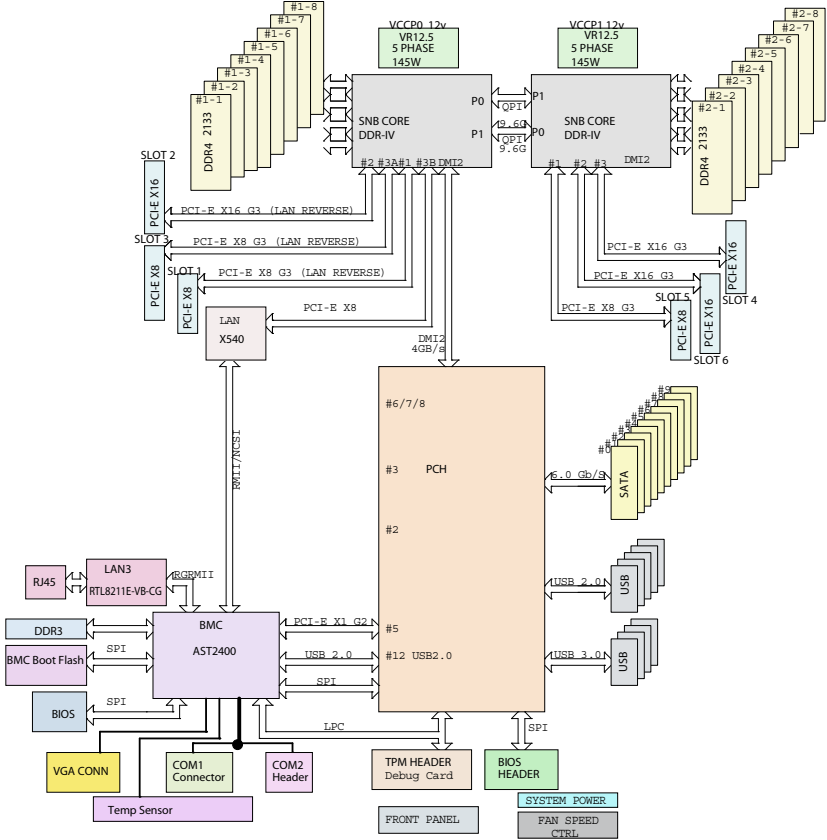 #1-8
#1-7
#1-6
#1-5
#1-4
#1-3
#1-2
#1-1
DDR4 2133
VCCP0 12v
VR12.5
5 PHASE
145W
VCCP1 12v
VR12.5
5 PHASE
145W
#2-8
#2-7
#2-6
#2-5
#2-4
#2-3
#2-2
#2-1
DDR4 2133
SNB CORE
DDR-IV
P0
P1
#2 #3A #1 #3B DMI2
QPI
9.6G
QPI
9.6G
P1
P0
SNB CORE
DDR-IV
DMI2
#1 #2 #3
SLOT 2
PCI-E X16
PCI-E X16 G3 (LAN REVERSE)
SLOT 3
PCI-E X8
PCI-E X8 G3 (LAN REVERSE)
SLOT 1
PCI-E X8
PCI-E X8 G3 (LAN REVERSE)
PCI-E X8
LAN
X540
DMI2
4GB/s
PCI-E X16 G3
PCI-E X16
SLOT 4
PCI-E X16 G3
PCI-E X16
SLOT 6
PCI-E X8 G3
SLOT 5
PCI-E X8
RMII/NCSI
#6/7/8
#3
PCH
#2
#5
#12 USB2.0
6.0 Gb/S
#9
#8
#7
#6
#5
#4
#3
#2
#1
#0
SATA
USB 2.0
USB
USB 3.0
USB
RJ45
LAN3
RTL8211E-VB-CG
RGRMII
BMC
AST2400
DDR3
SPI
BMC Boot Flash
SPI
BIOS
PCI-E X1 G2
USB 2.0
SPI
LPC
SPI
VGA CONN
COM1
Connector
COM2
Header
Temp Sensor
TPM HEADER
Debug Card
BIOS
HEADER
FRONT PANEL
SYSTEM POWER
FAN SPEED
CTRL